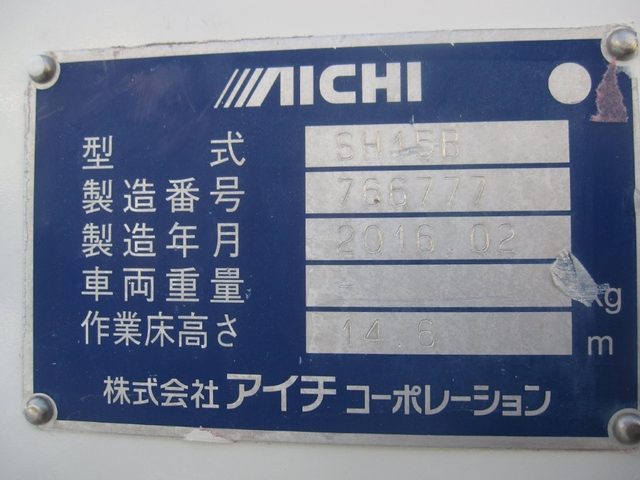 AICHI
型式 SH15B
製造番号 766777
製造年月 2016.02
車両重量 - kg
作業床高さ 14.6 m
株式会社アイチコーポレーション